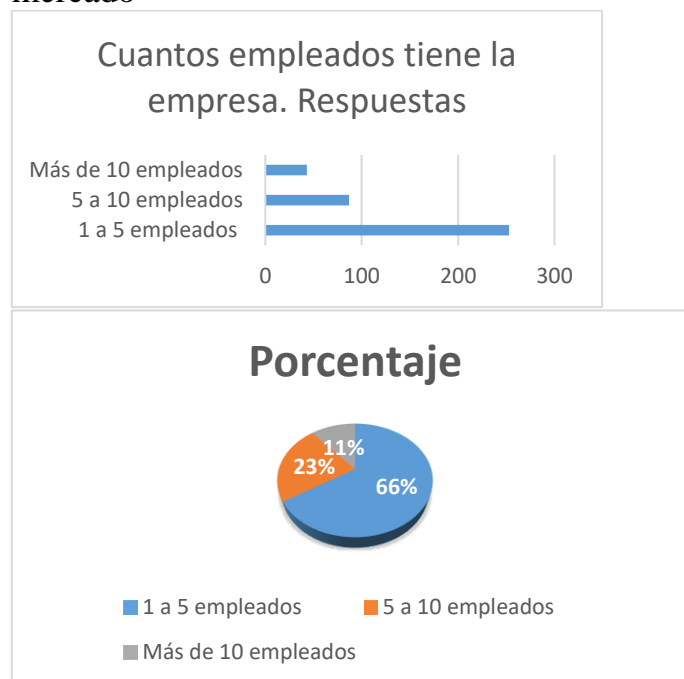 mercado
Cuantos empleados tiene la
empresa. Respuestas
Más de 10 empleados
5 a 10 empleados
1 a 5 empleados
0 100 200 300
Porcentaje
11%
23%
66%
1 a 5 empleados 5 a 10 empleados
Más de 10 empleados